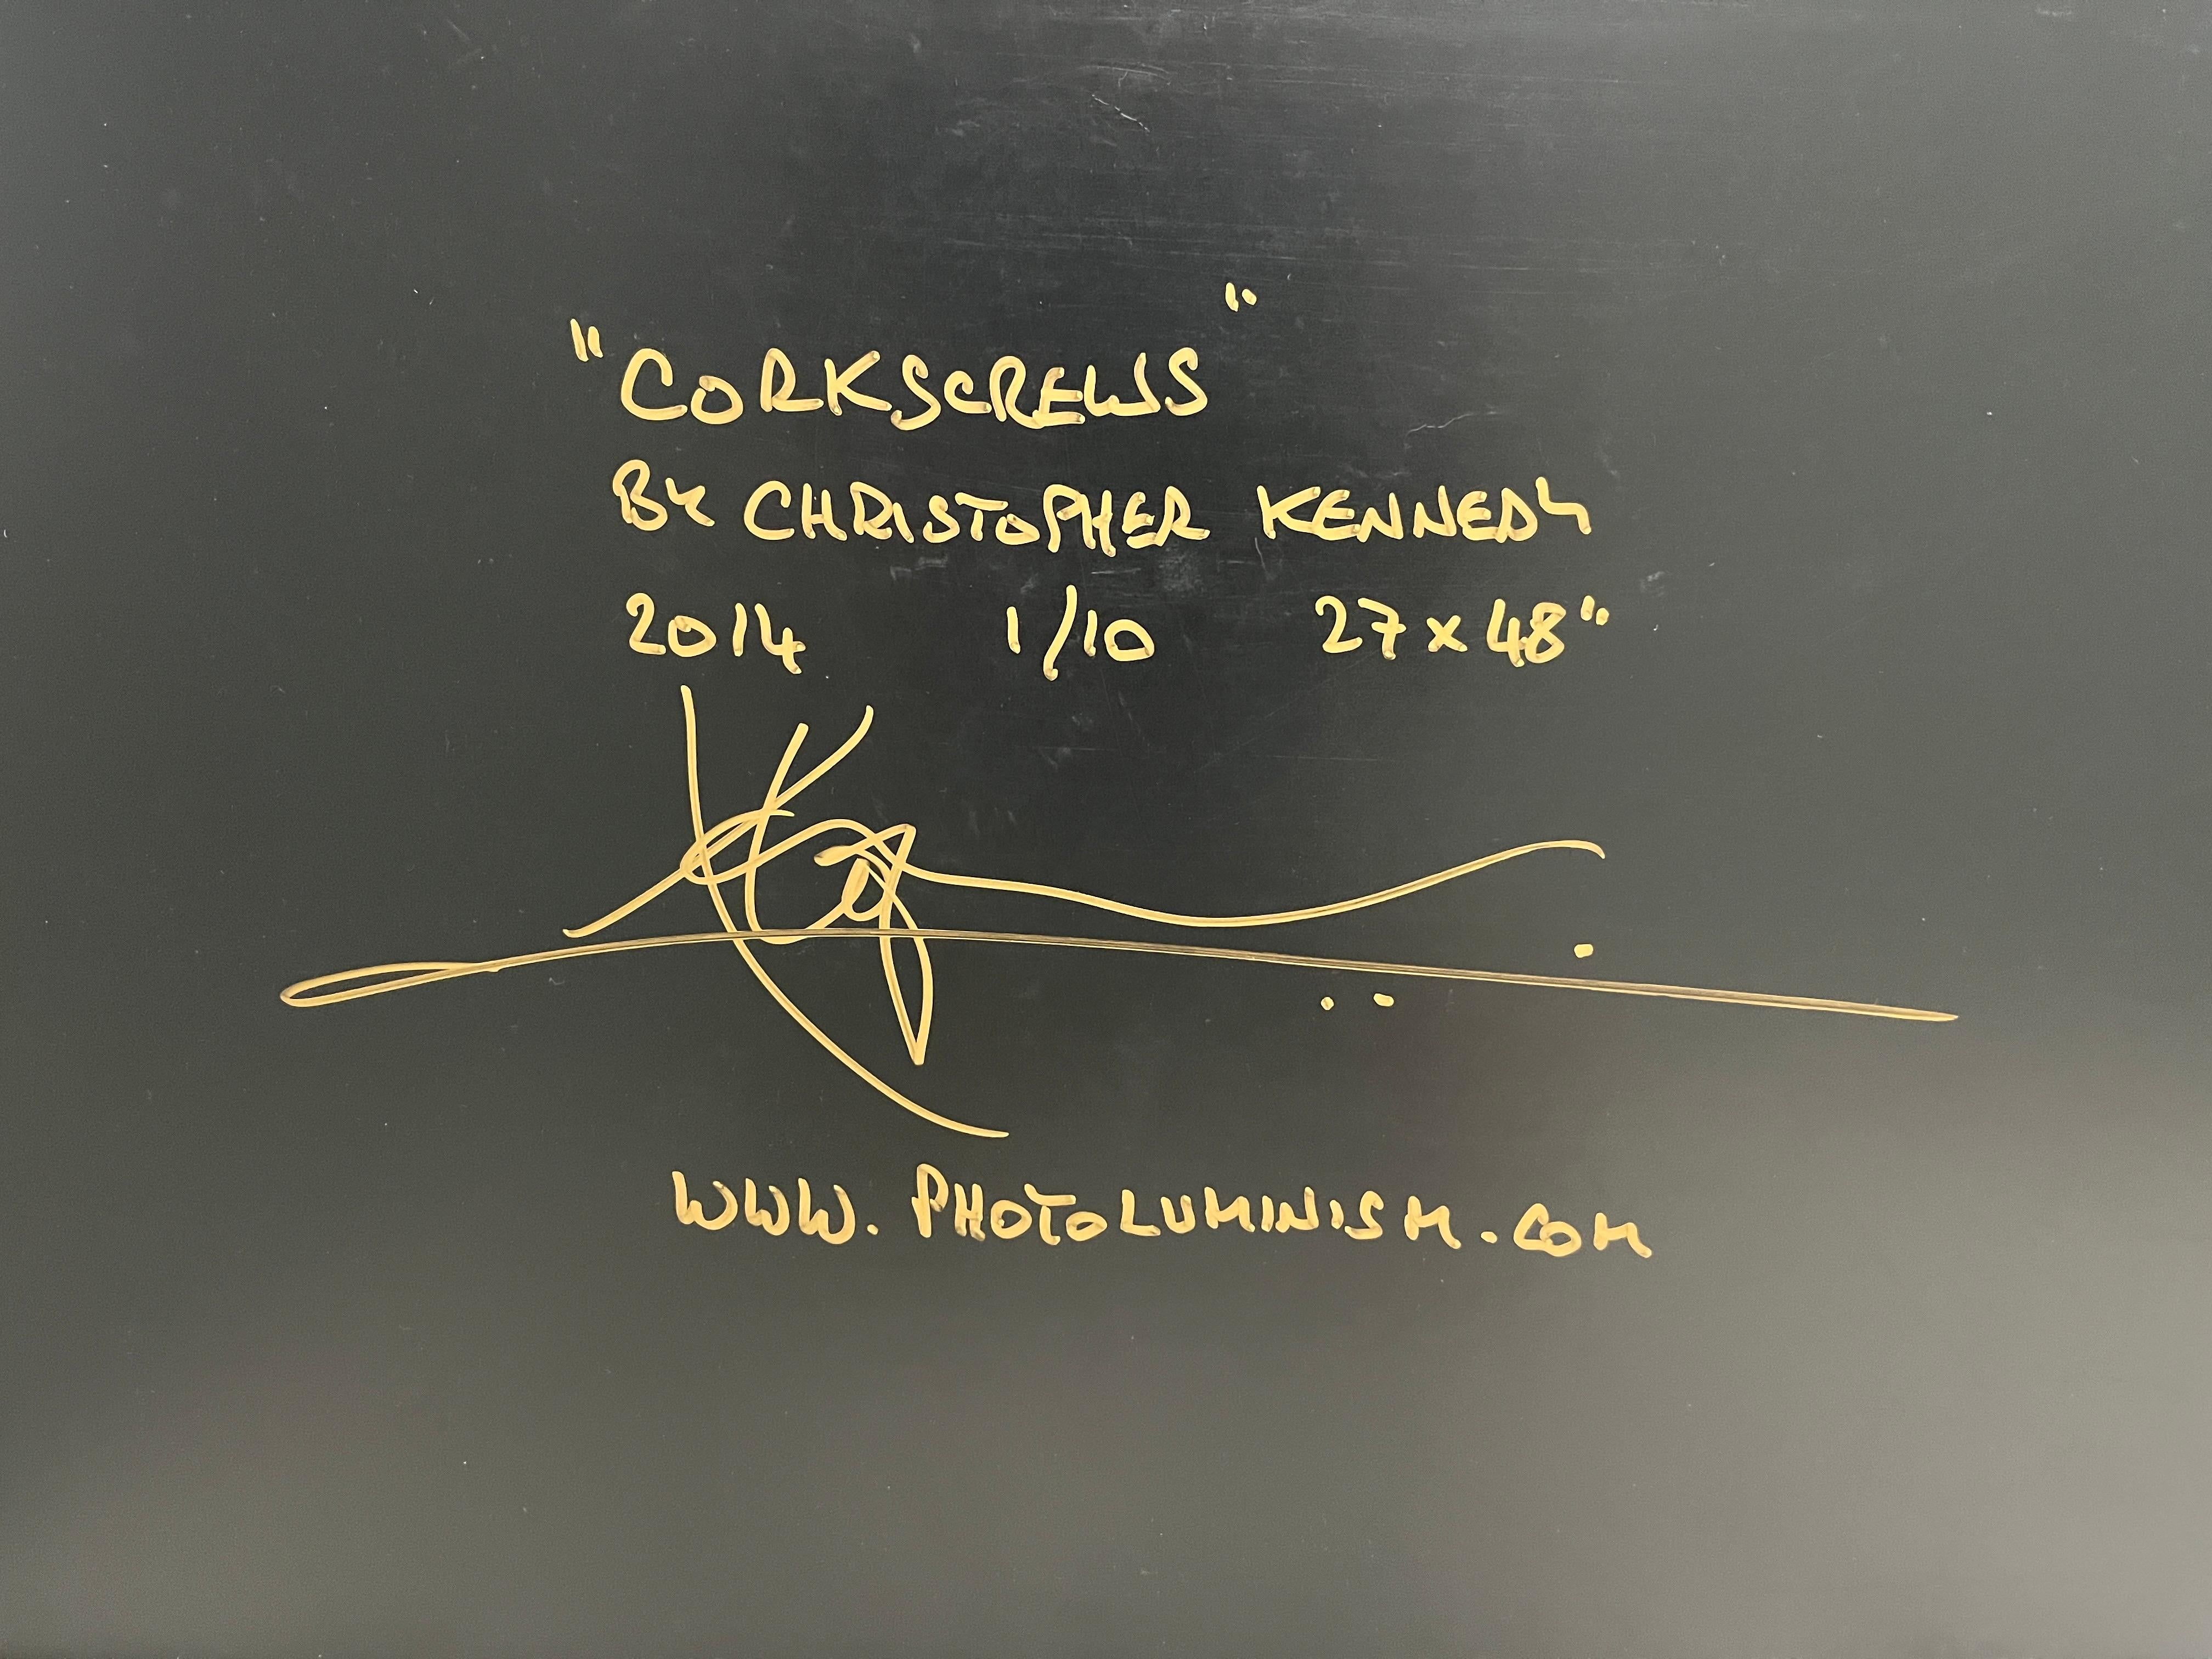 "CORKSCREWS"
BY CHRISTOPHER KENNEDY
2014 1/10 27 x 48"
WWW.PHOTOLUMINISM.COM